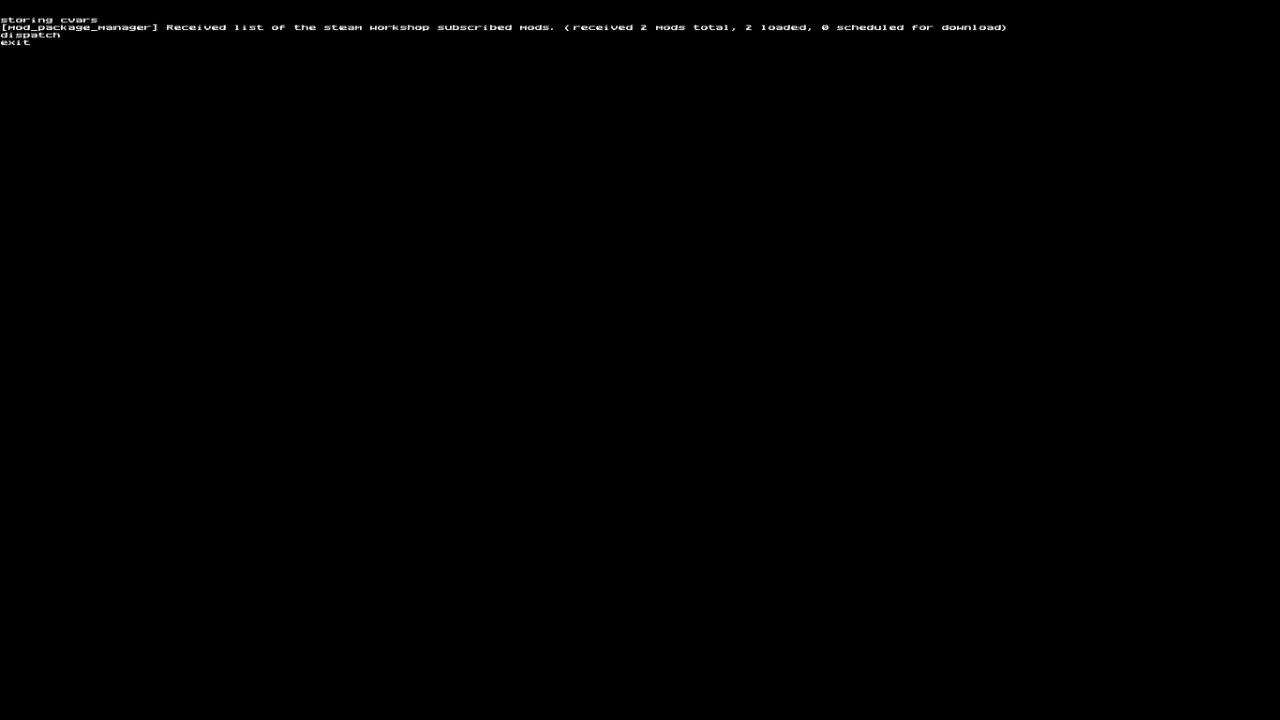 storing cvars
[mod_package_manager] Received list of the steam workshop subscribed mods. (received 2 mods total, 2 loaded, 0 scheduled for download)
dispatch
exit